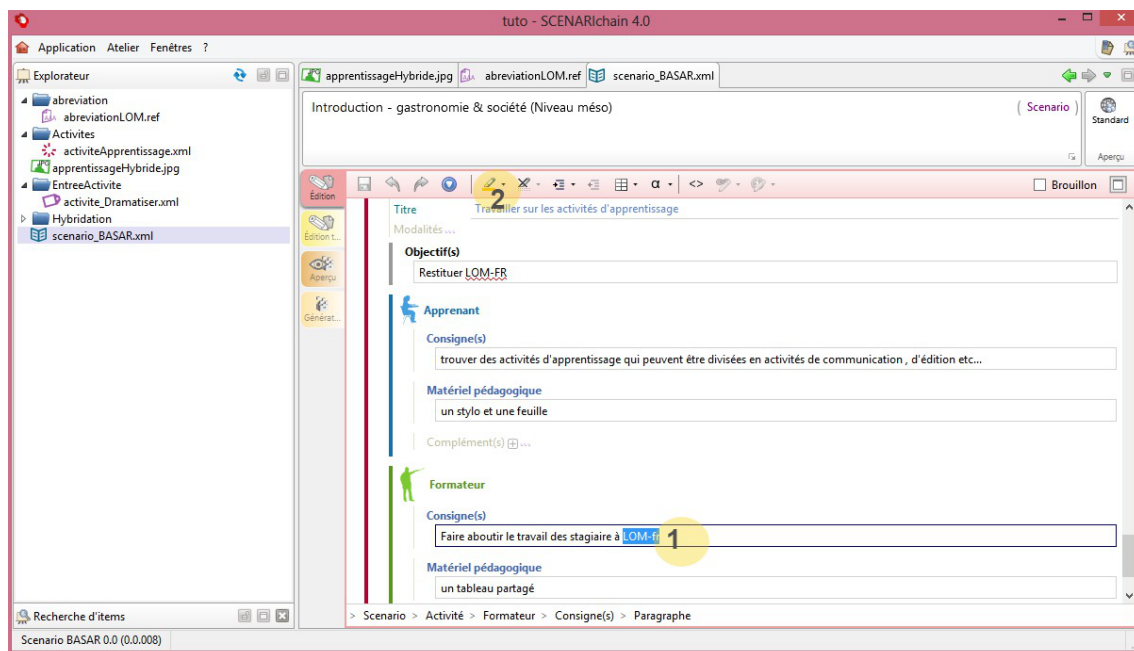 tuto - SCENARIchain 4.0
Application Atelier Fenêtres ?
Explorateur
abreviation
abreviationLOM.ref
Activites
activiteApprentissage.xml
apprentissageHybride.jpg
EntreeActivite
activite_Dramatiser.xml
Hybridation
scenario_BASAR.xml
Recherche d'items
Scenario BASAR 0.0 (0.0.008)
apprentissageHybride.jpg abreviationLOM.ref scenario_BASAR.xml
Introduction - gastronomie & société (Niveau méso) ( Scenario )
Standard
Aperçu
Édition
Édition t...
Aperçu
Générat...
2
α
<>
Brouillon
Titre Travailler sur les activités d'apprentissage
Modalités ...
Objectif(s)
Restituer LOM-FR
Apprenant
Consigne(s)
trouver des activités d'apprentissage qui peuvent être divisées en activités de communication , d'édition etc...
Matériel pédagogique
un stylo et une feuille
Complément(s) ...
Formateur
Consigne(s)
Faire aboutir le travail des stagiaire à LOM-fr 1
Matériel pédagogique
un tableau partagé
> Scenario > Activité > Formateur > Consigne(s) > Paragraphe